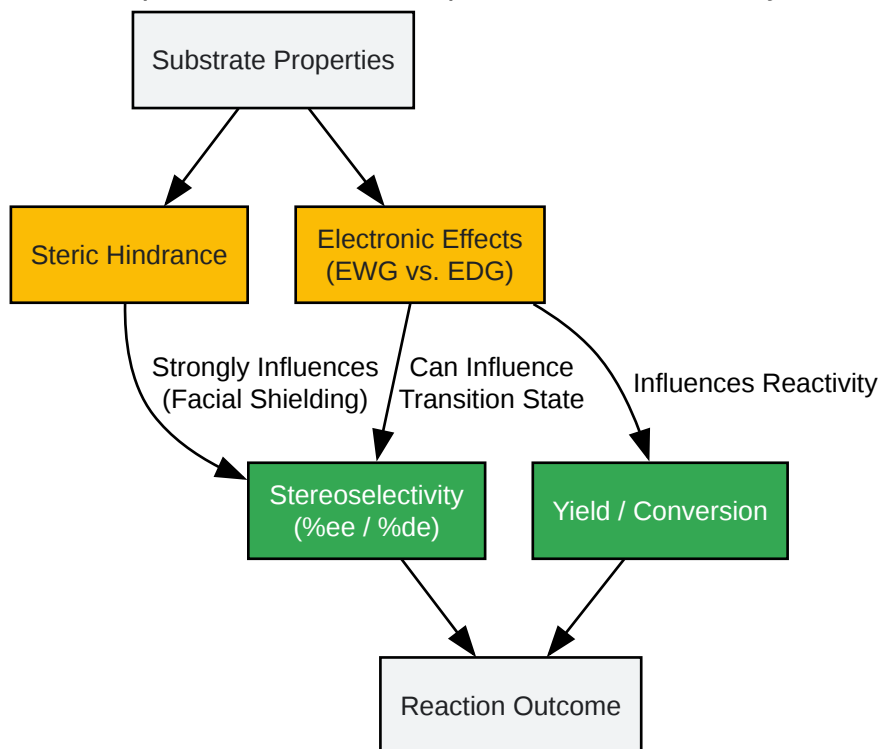 Substrate Properties
Steric Hindrance
Electronic Effects
(EWG vs. EDG)
Strongly Influences
(Facial Shielding)
Can Influence
Transition State
Influences Reactivity
Stereoselectivity
(%ee / %de)
Yield / Conversion
Reaction Outcome